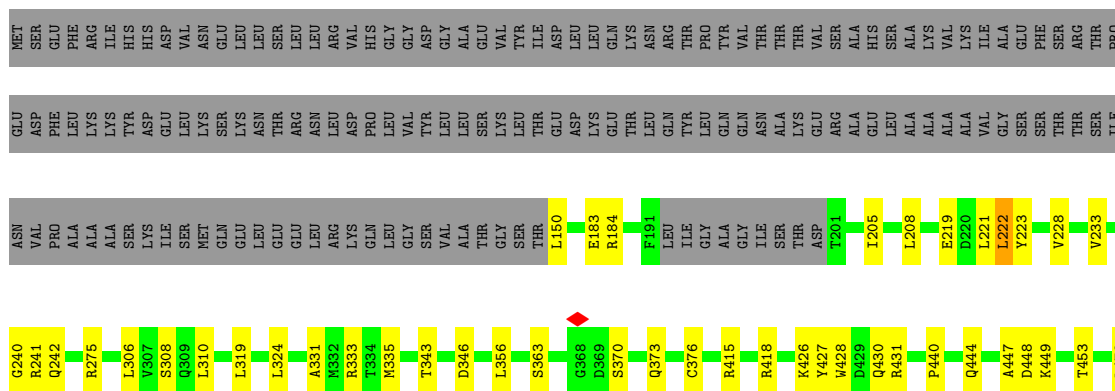 MET SER GLU PHE ARG ILE HIS HIS ASP VAL ASN GLU LEU LEU SER LEU LEU ARG VAL HIS GLY GLY ASP GLY ALA GLU VAL TYR ILE ASP LEU LEU GLN LYS ASN ARG THR PRO TYR VAL THR THR THR VAL SER ALA HIS SER ALA LYS VAL LYS ILE ALA GLU PHE SER ARG THR PRO
GLU ASP PHE LEU LYS LYS TYR ASP GLU LEU LYS SER LYS ASN THR ARG ASN LEU ASP PRO LEU VAL TYR LEU LEU SER LYS LEU THR GLU ASP LYS GLU THR LEU GLN TYR LEU GLN GLN ASN ALA LYS GLU ARG ALA GLU LEU ALA ALA ALA ALA VAL GLY SER SER THR THR SER ILE
ASN VAL PRO ALA ALA ALA SER LYS ILE SER MET GLN GLU LEU GLU GLU LEU ARG LYS GLN LEU GLY SER VAL ALA THR GLY SER THR L150 E183 R184 F191 LEU ILE GLY ALA GLY ILE SER THR ASP T201 I205 L208 E219 D220 L221 L222 Y223 V228 V233
G240 R241 Q242 R275 L306 V307 S308 Q309 L310 L319 L324 A331 M332 R333 T334 M335 T343 D346 L356 S363 G368 D369 S370 Q373 C376 R415 R418 K426 Y427 W428 D429 Q430 R431 P440 Q444 A447 D448 K449 T453